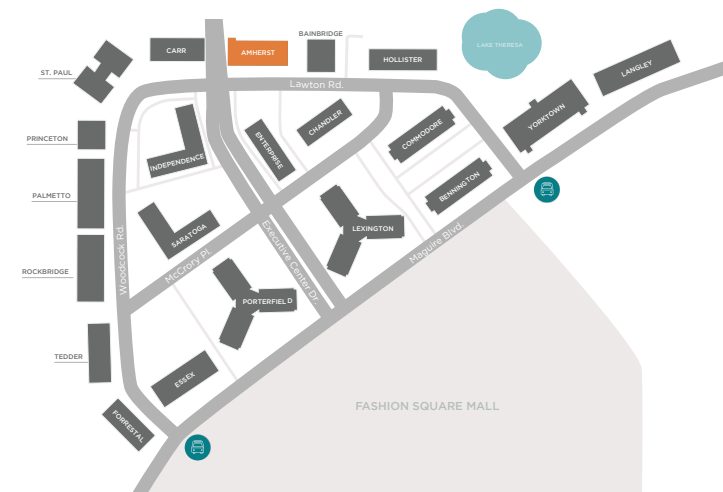 BAINBRIDGE
CARR
AMHERST
HOLLISTER
LAKE THERESA
ST. PAUL
LANGLEY
Lawton Rd.
YORKTOWN
CHANDLER
COMMODORE
PRINCETON
ENTERPRISE
INDEPENDENCE
BENNINGTON
PALMETTO
SARATOGA
LEXINGTON
Maguire Blvd.
Woodcock Rd.
McCrory Pl.
Executive Center Dr.
ROCKBRIDGE
PORTERFIELD
TEDDER
ESSEX
FASHION SQUARE MALL
FORRESTAL